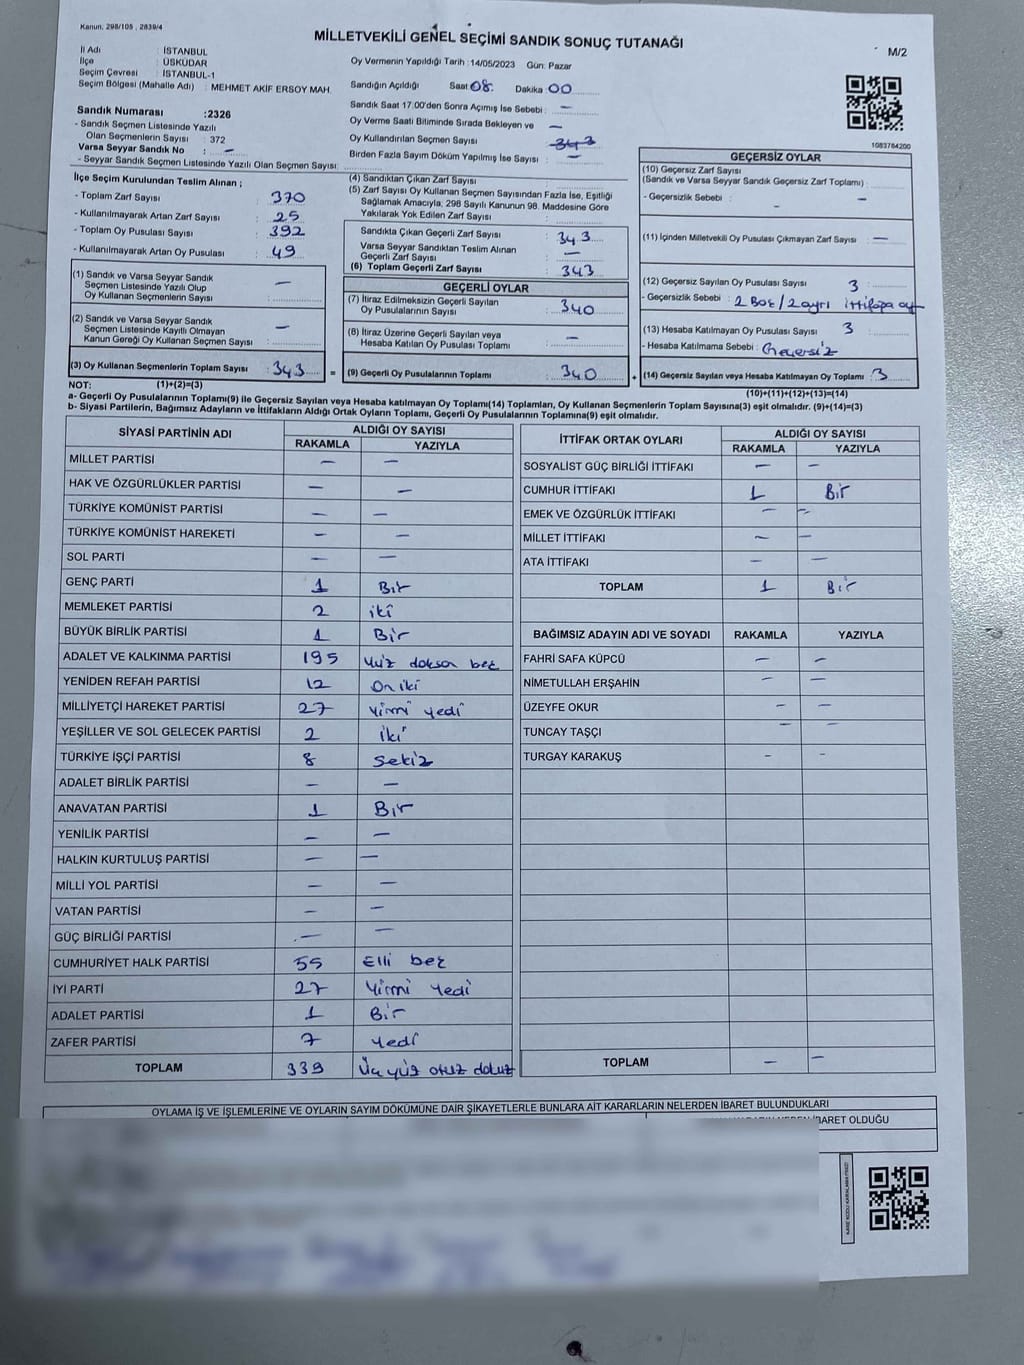 Kanun. 298/105 , 2839/4
MİLLETVEKİLİ GENEL SEÇİMİ SANDIK SONUÇ TUTANAĞI
M/2
İl Adı : İSTANBUL
İlçe : ÜSKÜDAR
Seçim Çevresi : İSTANBUL-1
Seçim Bölgesi (Mahalle Adı) : MEHMET AKİF ERSOY MAH.
Sandık Numarası :2326
- Sandık Seçmen Listesinde Yazılı
Olan Seçmenlerin Sayısı : 372
Varsa Seyyar Sandık No : –
- Seyyar Sandık Seçmen Listesinde Yazılı Olan Seçmen Sayısı:
Oy Vermenin Yapıldığı Tarih :14/05/2023 Gün: Pazar
Sandığın Açıldığı Saat 08 Dakika 00
Sandık Saat 17.00'den Sonra Açımış İse Sebebi : –
Oy Verme Saati Bitiminde Sırada Bekleyen ve –
Oy Kullandırılan Seçmen Sayısı : 343
Birden Fazla Sayım Döküm Yapılmış İse Sayısı : –
1083784200
İlçe Seçim Kurulundan Teslim Alınan ;
- Toplam Zarf Sayısı : 370
- Kullanılmayarak Artan Zarf Sayısı : 25
- Toplam Oy Pusulası Sayısı : 392
- Kullanılmayarak Artan Oy Pusulası : 49
(1) Sandık ve Varsa Seyyar Sandık
Seçmen Listesinde Yazılı Olup
Oy Kullanan Seçmenlerin Sayısı : –
(2) Sandık ve Varsa Seyyar Sandık
Seçmen Listesinde Kayıtlı Olmayan
Kanun Gereği Oy Kullanan Seçmen Sayısı : –
(3) Oy Kullanan Seçmenlerin Toplam Sayısı : 343 =
(4) Sandıktan Çıkan Zarf Sayısı :
(5) Zarf Sayısı Oy Kullanan Seçmen Sayısından Fazla İse, Eşitliği
Sağlamak Amacıyla, 298 Sayılı Kanunun 98. Maddesine Göre
Yakılarak Yok Edilen Zarf Sayısı :
Sandıkta Çıkan Geçerli Zarf Sayısı : 343
Varsa Seyyar Sandıktan Teslim Alınan
Geçerli Zarf Sayısı : –
(6) Toplam Geçerli Zarf Sayısı : 343
GEÇERLİ OYLAR
(7) İtiraz Edilmeksizin Geçerli Sayılan
Oy Pusulalarının Sayısı : 340
(8) İtiraz Üzerine Geçerli Sayılan veya
Hesaba Katılan Oy Pusulası Toplamı : –
(9) Geçerli Oy Pusulalarının Toplamı : 340 +
GEÇERSİZ OYLAR
(10) Geçersiz Zarf Sayısı
(Sandık ve Varsa Seyyar Sandık Geçersiz Zarf Toplamı) :
- Geçersizlik Sebebi : – –
(11) İçinden Milletvekili Oy Pusulası Çıkmayan Zarf Sayısı : –
(12) Geçersiz Sayılan Oy Pusulası Sayısı : 3
- Geçersizlik Sebebi : 2 Boş / 2 ayrı ittifaga oy
(13) Hesaba Katılmayan Oy Pusulası Sayısı : 3
- Hesaba Katılmama Sebebi : Geçersiz
(14) Geçersiz Sayılan veya Hesaba Katılmayan Oy Toplamı : 3
NOT: (1)+(2)=(3) (10)+(11)+(12)+(13)=(14)
a- Geçerli Oy Pusulalarının Toplamı(9) ile Geçersiz Sayılan veya Hesaba katılmayan Oy Toplamı(14) Toplamları, Oy Kullanan Seçmenlerin Toplam Sayısına(3) eşit olmalıdır. (9)+(14)=(3)
b- Siyasi Partilerin, Bağımsız Adayların ve İttifakların Aldığı Ortak Oyların Toplamı, Geçerli Oy Pusulalarının Toplamına(9) eşit olmalıdır.
SİYASİ PARTİNİN ADI
ALDIĞI OY SAYISI
RAKAMLA YAZIYLA
MİLLET PARTİSİ – –
HAK VE ÖZGÜRLÜKLER PARTİSİ – –
TÜRKİYE KOMÜNİST PARTİSİ – –
TÜRKİYE KOMÜNİST HAREKETİ – –
SOL PARTİ – –
GENÇ PARTİ 1 Bir
MEMLEKET PARTİSİ 2 iki
BÜYÜK BİRLİK PARTİSİ 1 Bir
ADALET VE KALKINMA PARTİSİ 195 Yüz doksan beş
YENİDEN REFAH PARTİSİ 12 On iki
MİLLİYETÇİ HAREKET PARTİSİ 27 Yirmi yedi
YEŞİLLER VE SOL GELECEK PARTİSİ 2 iki
TÜRKİYE İŞÇİ PARTİSİ 8 Sekiz
ADALET BİRLİK PARTİSİ – –
ANAVATAN PARTİSİ 1 Bir
YENİLİK PARTİSİ – –
HALKIN KURTULUŞ PARTİSİ – –
MİLLİ YOL PARTİSİ – –
VATAN PARTİSİ – –
GÜÇ BİRLİĞİ PARTİSİ – –
CUMHURİYET HALK PARTİSİ 55 Elli beş
İYİ PARTİ 27 Yirmi Yedi
ADALET PARTİSİ 1 Bir
ZAFER PARTİSİ 7 Yedi
TOPLAM 339 Üç yüz otuz dokuz
İTTİFAK ORTAK OYLARI
ALDIĞI OY SAYISI
RAKAMLA YAZIYLA
SOSYALİST GÜÇ BİRLİĞİ İTTİFAKI – –
CUMHUR İTTİFAKI 1 Bir
EMEK VE ÖZGÜRLÜK İTTİFAKI – –
MİLLET İTTİFAKI – –
ATA İTTİFAKI – –
TOPLAM 1 Bir
BAĞIMSIZ ADAYIN ADI VE SOYADI RAKAMLA YAZIYLA
FAHRİ SAFA KÜPCÜ – –
NİMETULLAH ERŞAHİN – –
ÜZEYFE OKUR – –
TUNCAY TAŞÇI – –
TURGAY KARAKUŞ – –
TOPLAM – –
OYLAMA İŞ VE İŞLEMLERİNE VE OYLARIN SAYIM DÖKÜMÜNE DAİR ŞİKAYETLERLE BUNLARA AİT KARARLARIN NELERDEN İBARET BULUNDUKLARI
İBARET OLDUĞU